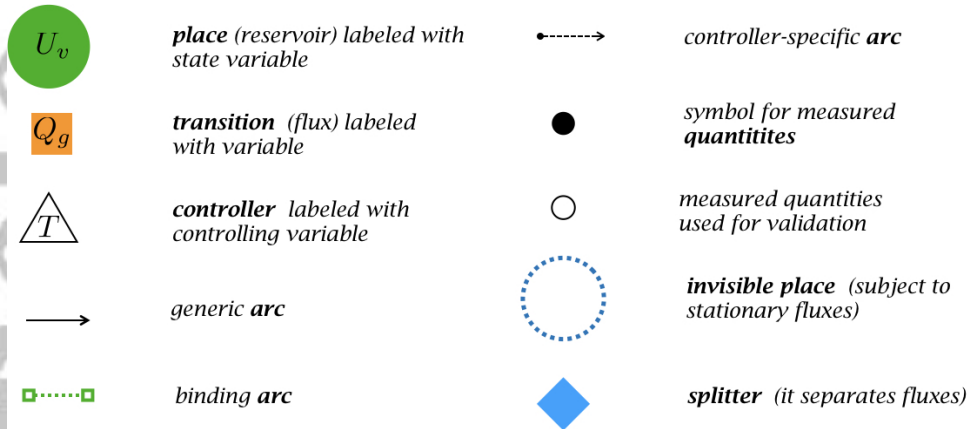 U_v
place (reservoir) labeled with
state variable
Q_g
transition (flux) labeled
with variable
T
controller labeled with
controlling variable
generic arc
binding arc
controller-specific arc
symbol for measured
quantitites
measured quantities
used for validation
invisible place (subject to
stationary fluxes)
splitter (it separates fluxes)